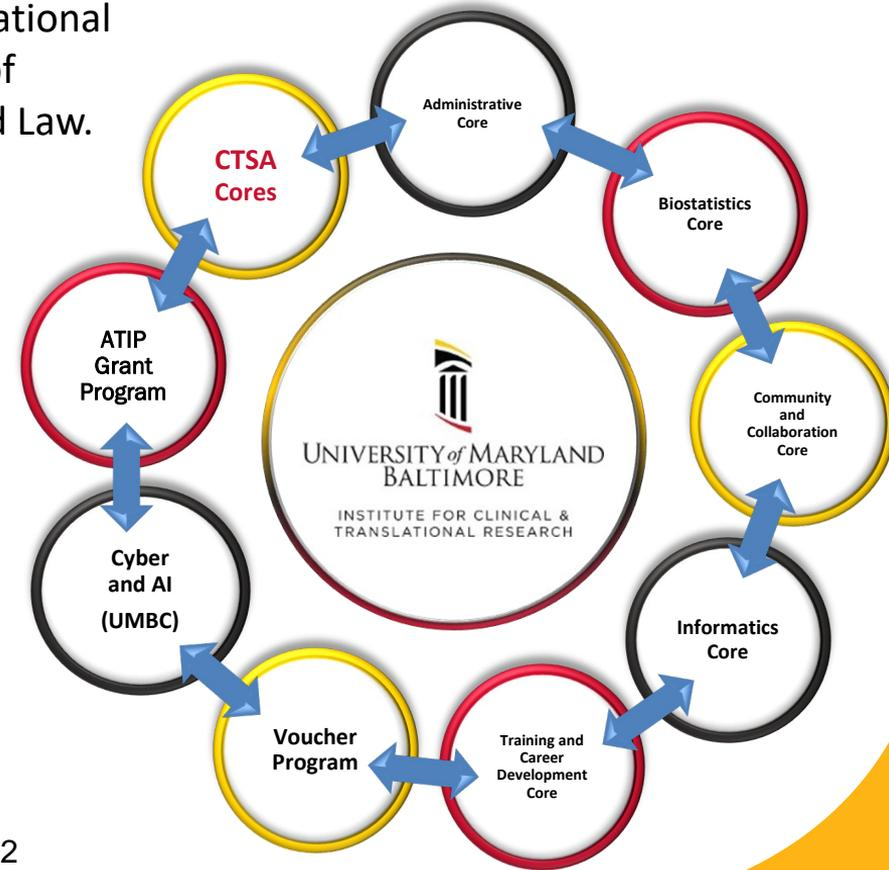 ational
of
d Law.
Administrative
Core
CTSA
Cores
Biostatistics
Core
ATIP
Grant
Program
Community
and
Collaboration
Core
UNIVERSITY of MARYLAND
BALTIMORE
INSTITUTE FOR CLINICAL &
TRANSLATIONAL RESEARCH
Cyber
and AI
(UMBC)
Informatics
Core
Voucher
Program
Training and
Career
Development
Core
2